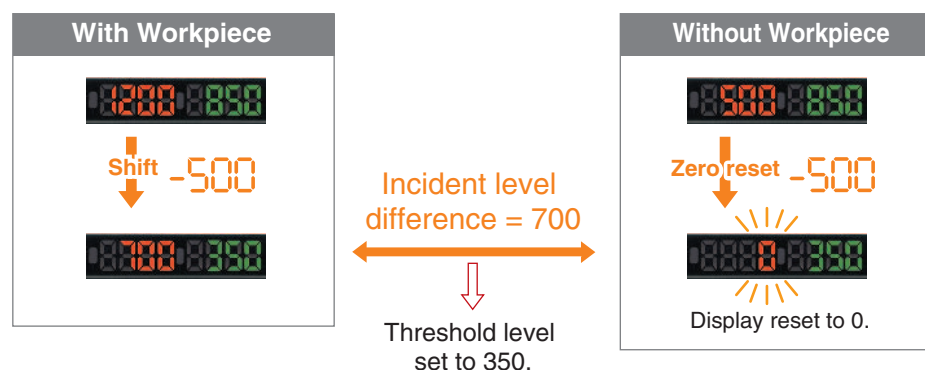 With Workpiece
1200 850
Shift -500
700 350
Incident level
difference = 700
Threshold level
set to 350.
Without Workpiece
500 850
Zero reset -500
0 350
Display reset to 0.